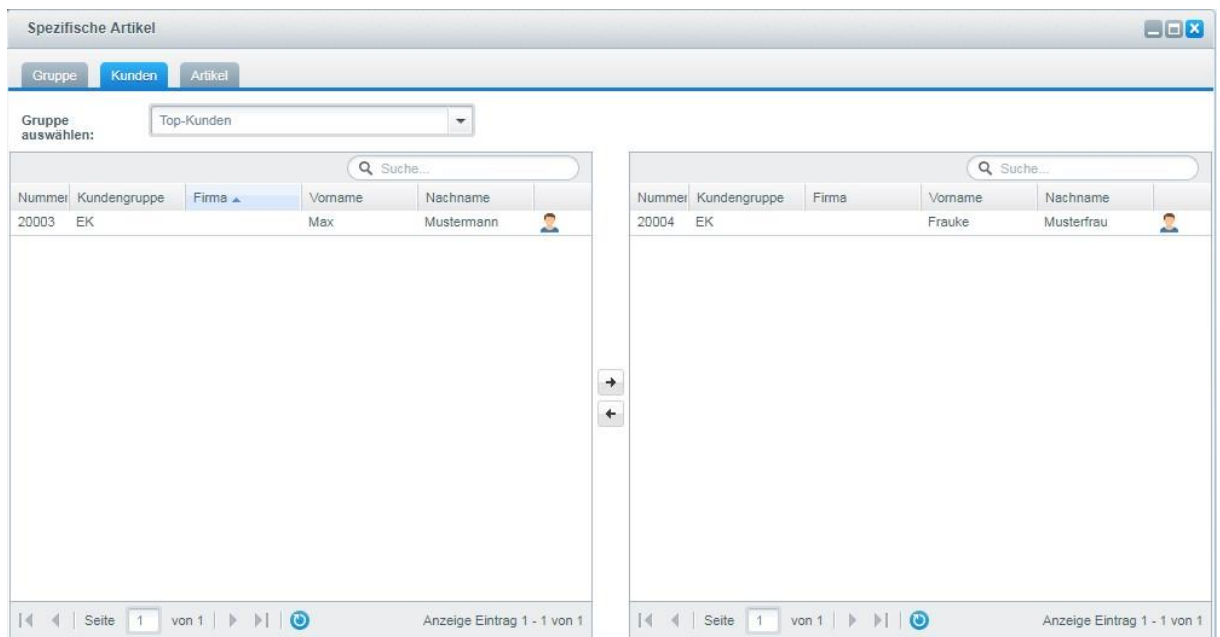 Spezifische Artikel
Gruppe Kunden Artikel
Gruppe auswählen:
Top-Kunden
Suche...
Nummer Kundengruppe Firma Vorname Nachname
20003 EK Max Mustermann
Seite 1 von 1 Anzeige Eintrag 1 - 1 von 1
Suche...
Nummer Kundengruppe Firma Vorname Nachname
20004 EK Frauke Musterfrau
Seite 1 von 1 Anzeige Eintrag 1 - 1 von 1